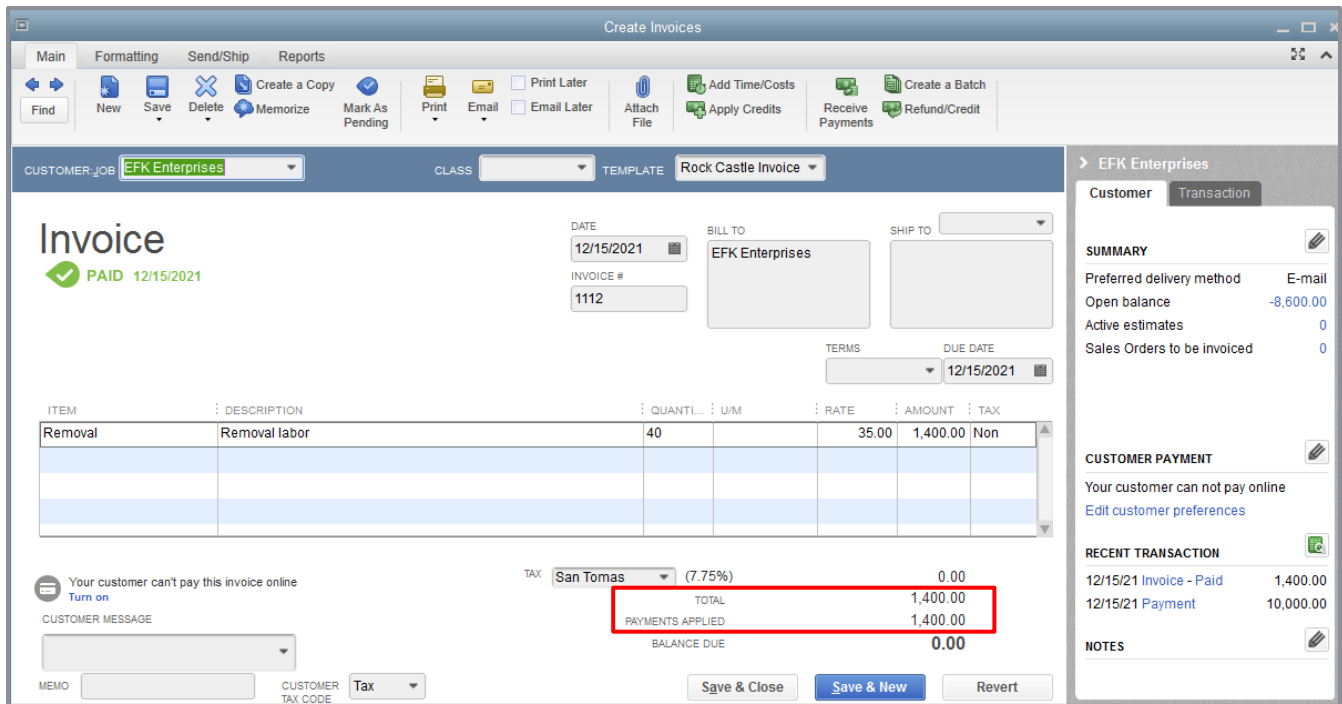 Create Invoices
Main Formatting Send/Ship Reports
Find
New
Save
Delete
Create a Copy
Memorize
Mark As
Pending
Print
Email
Print Later
Email Later
Attach
File
Add Time/Costs
Apply Credits
Receive
Payments
Create a Batch
Refund/Credit
CUSTOMER:JOB EFK Enterprises CLASS TEMPLATE Rock Castle Invoice
Invoice
PAID 12/15/2021
DATE
12/15/2021
INVOICE #
1112
BILL TO
EFK Enterprises
SHIP TO
TERMS
DUE DATE
12/15/2021
ITEM DESCRIPTION QUANTI... U/M RATE AMOUNT TAX
Removal Removal labor 40 35.00 1,400.00 Non
Your customer can't pay this invoice online
Turn on
CUSTOMER MESSAGE
TAX San Tomas (7.75%) 0.00
TOTAL 1,400.00
PAYMENTS APPLIED 1,400.00
BALANCE DUE 0.00
MEMO
CUSTOMER
TAX CODE
Tax
Save & Close Save & New Revert
EFK Enterprises
Customer Transaction
SUMMARY
Preferred delivery method E-mail
Open balance -8,600.00
Active estimates 0
Sales Orders to be invoiced 0
CUSTOMER PAYMENT
Your customer can not pay online
Edit customer preferences
RECENT TRANSACTION
12/15/21 Invoice - Paid 1,400.00
12/15/21 Payment 10,000.00
NOTES